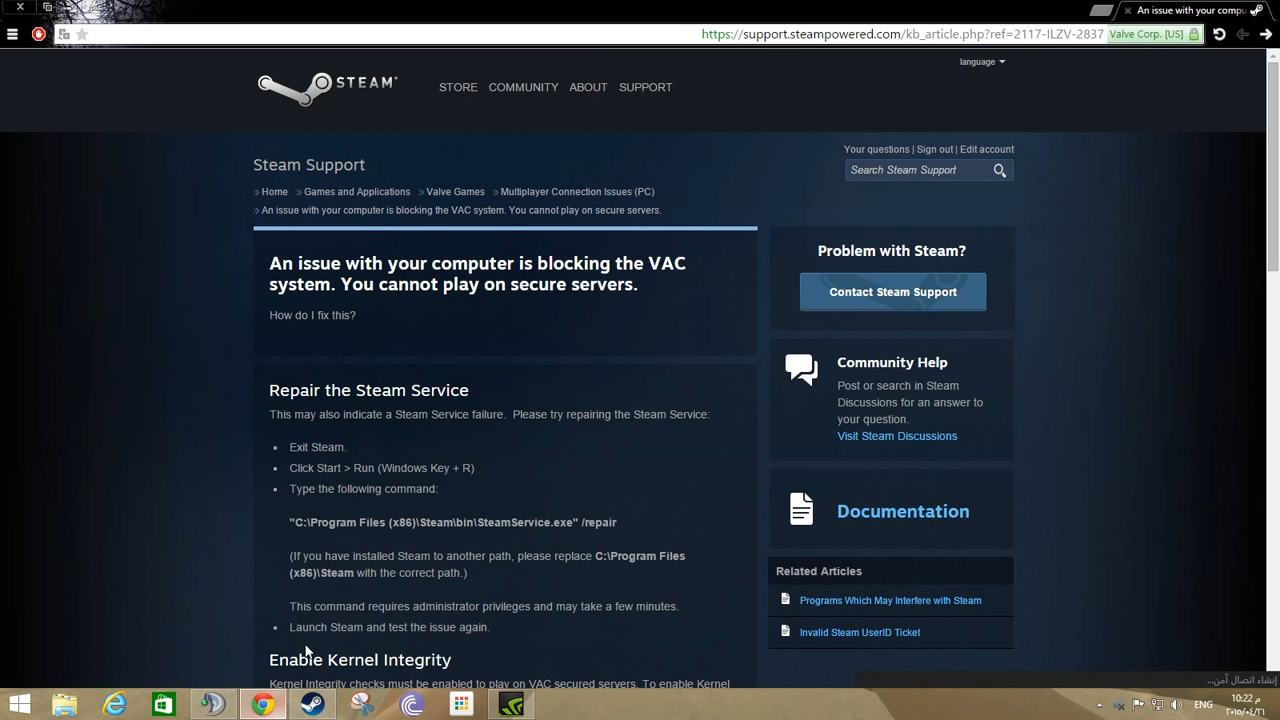 An issue with your compu
https://support.steampowered.com/kb_article.php?ref=2117-ILZV-2837
Valve Corp. [US]
language
STEAM
STORE COMMUNITY ABOUT SUPPORT
Your questions | Sign out | Edit account
Steam Support
Search Steam Support
Home Games and Applications Valve Games Multiplayer Connection Issues (PC)
An issue with your computer is blocking the VAC system. You cannot play on secure servers.
An issue with your computer is blocking the VAC
system. You cannot play on secure servers.
How do I fix this?
Repair the Steam Service
This may also indicate a Steam Service failure. Please try repairing the Steam Service:
Exit Steam.
Click Start > Run (Windows Key + R)
Type the following command:
"C:\Program Files (x86)\Steam\bin\SteamService.exe" /repair
(If you have installed Steam to another path, please replace C:\Program Files
(x86)\Steam with the correct path.)
This command requires administrator privileges and may take a few minutes.
Launch Steam and test the issue again.
Enable Kernel Integrity
Kernel Integrity checks must be enabled to play on VAC secured servers. To enable Kernel
Problem with Steam?
Contact Steam Support
Community Help
Post or search in Steam
Discussions for an answer to
your question.
Visit Steam Discussions
Documentation
Related Articles
Programs Which May Interfere with Steam
Invalid Steam UserID Ticket
إنشاء اتصال آمن...
ENG
10:22 م
٢٠١٥/٠٤/٢٦